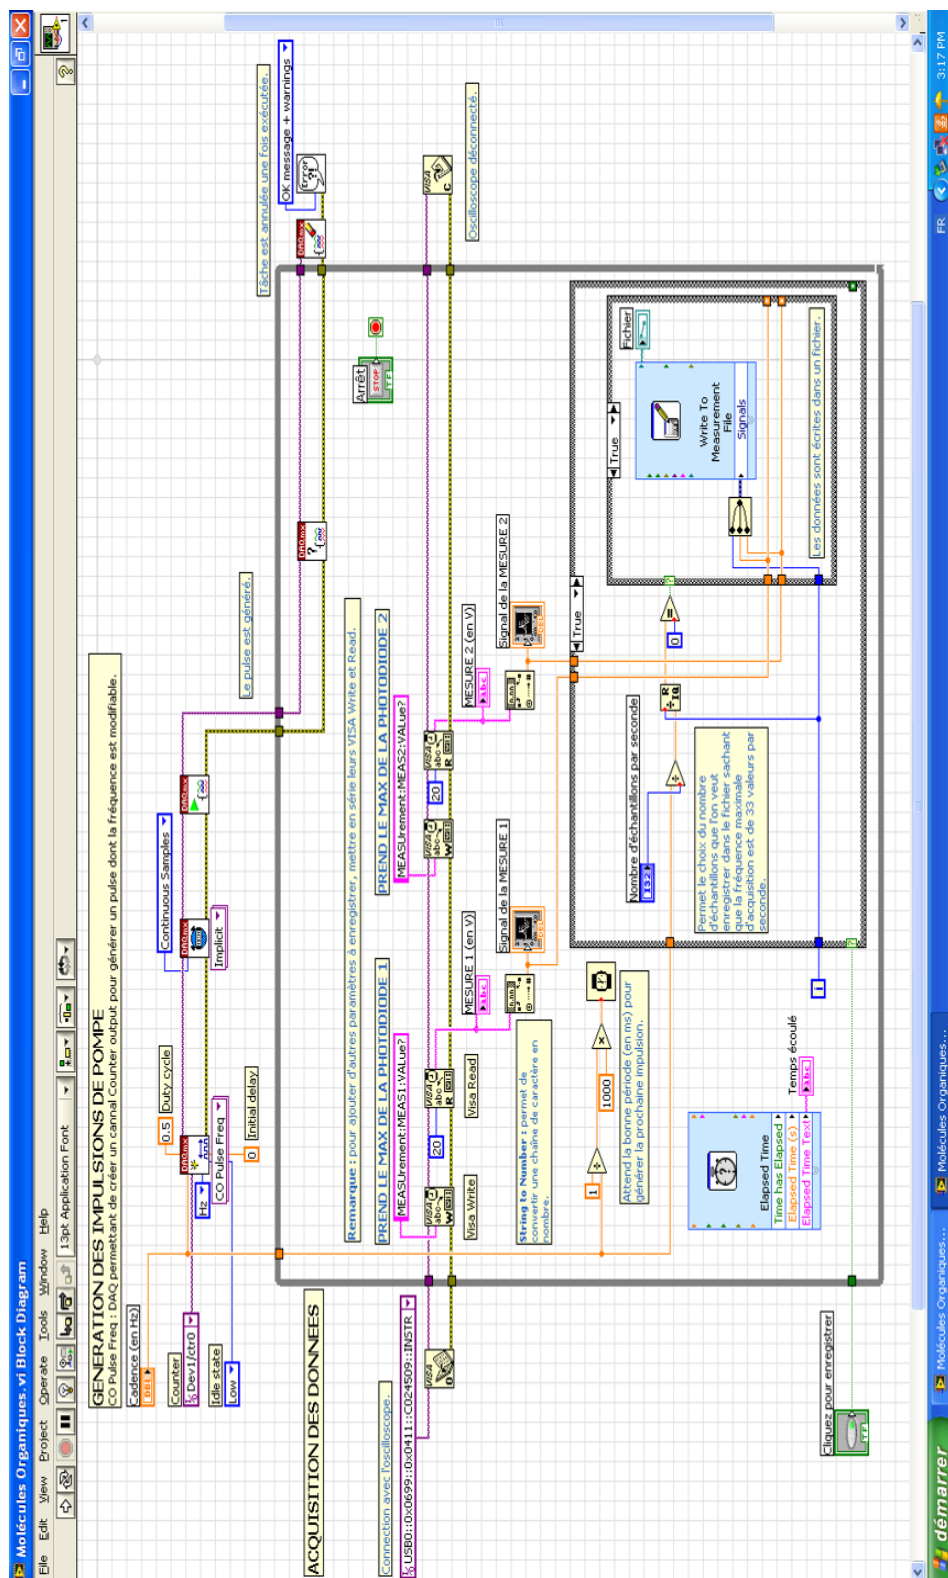 Molécules Organiques.vi Block Diagram
File Edit View Project Operate Tools Window Help
13pt Application Font
GENERATION DES IMPULSIONS DE POMPE
CO Pulse Freq : DAQ permettant de créer un cannal Counter output pour générer un pulse dont la fréquence est modifiable.
Cadence (en Hz)
DBL
Counter
Dev1/ctr0
Idle state
Low
Duty cycle
0.5
Hz
CO Pulse Freq
0
Initial delay
Continuous Samples
Implicit
Le pulse est généré.
Tâche est annulée une fois exécutée.
OK message + warnings
Error
ACQUISITION DES DONNEES
Remarque : pour ajouter d'autres paramètres à enregistrer, mettre en série leurs VISA Write et Read.
Arrêt
STOP
TF
PREND LE MAX DE LA PHOTODIODE 1
MEASUrement:MEAS1:VALue?
PREND LE MAX DE LA PHOTODIODE 2
MEASUrement:MEAS2:VALue?
Connection avec l'oscilloscope.
USB0::0x0699::0x0411::C024509::INSTR
20
20
Visa Write
Visa Read
Oscilloscope déconnecté.
MESURE 1 (en V)
abc
Signal de la MESURE 1
MESURE 2 (en V)
abc
Signal de la MESURE 2
String to Number : permet de
convertir une chaîne de caractère en
nombre.
1
1000
Attend la bonne période (en ms) pour
générer la prochaine impulsion.
True
True
Nombre d'échantillons par seconde
I32
0
Permet le choix du nombre
d'échantillons que l'on veut
enregistrer dans le fichier sachant
que la fréquence maximale
d'acquisition est de 33 valeurs par
seconde.
Fichier
Write To
Measurement
File
Signals
Les données sont écrites dans un fichier.
Elapsed Time
Time has Elapsed
Elapsed Time (s)
Elapsed Time Text
Temps écoulé
abc
i
Cliquez pour enregistrer
TF
démarrer
Molécules Organiques...
Molécules Organiques...
FR
3:17 PM